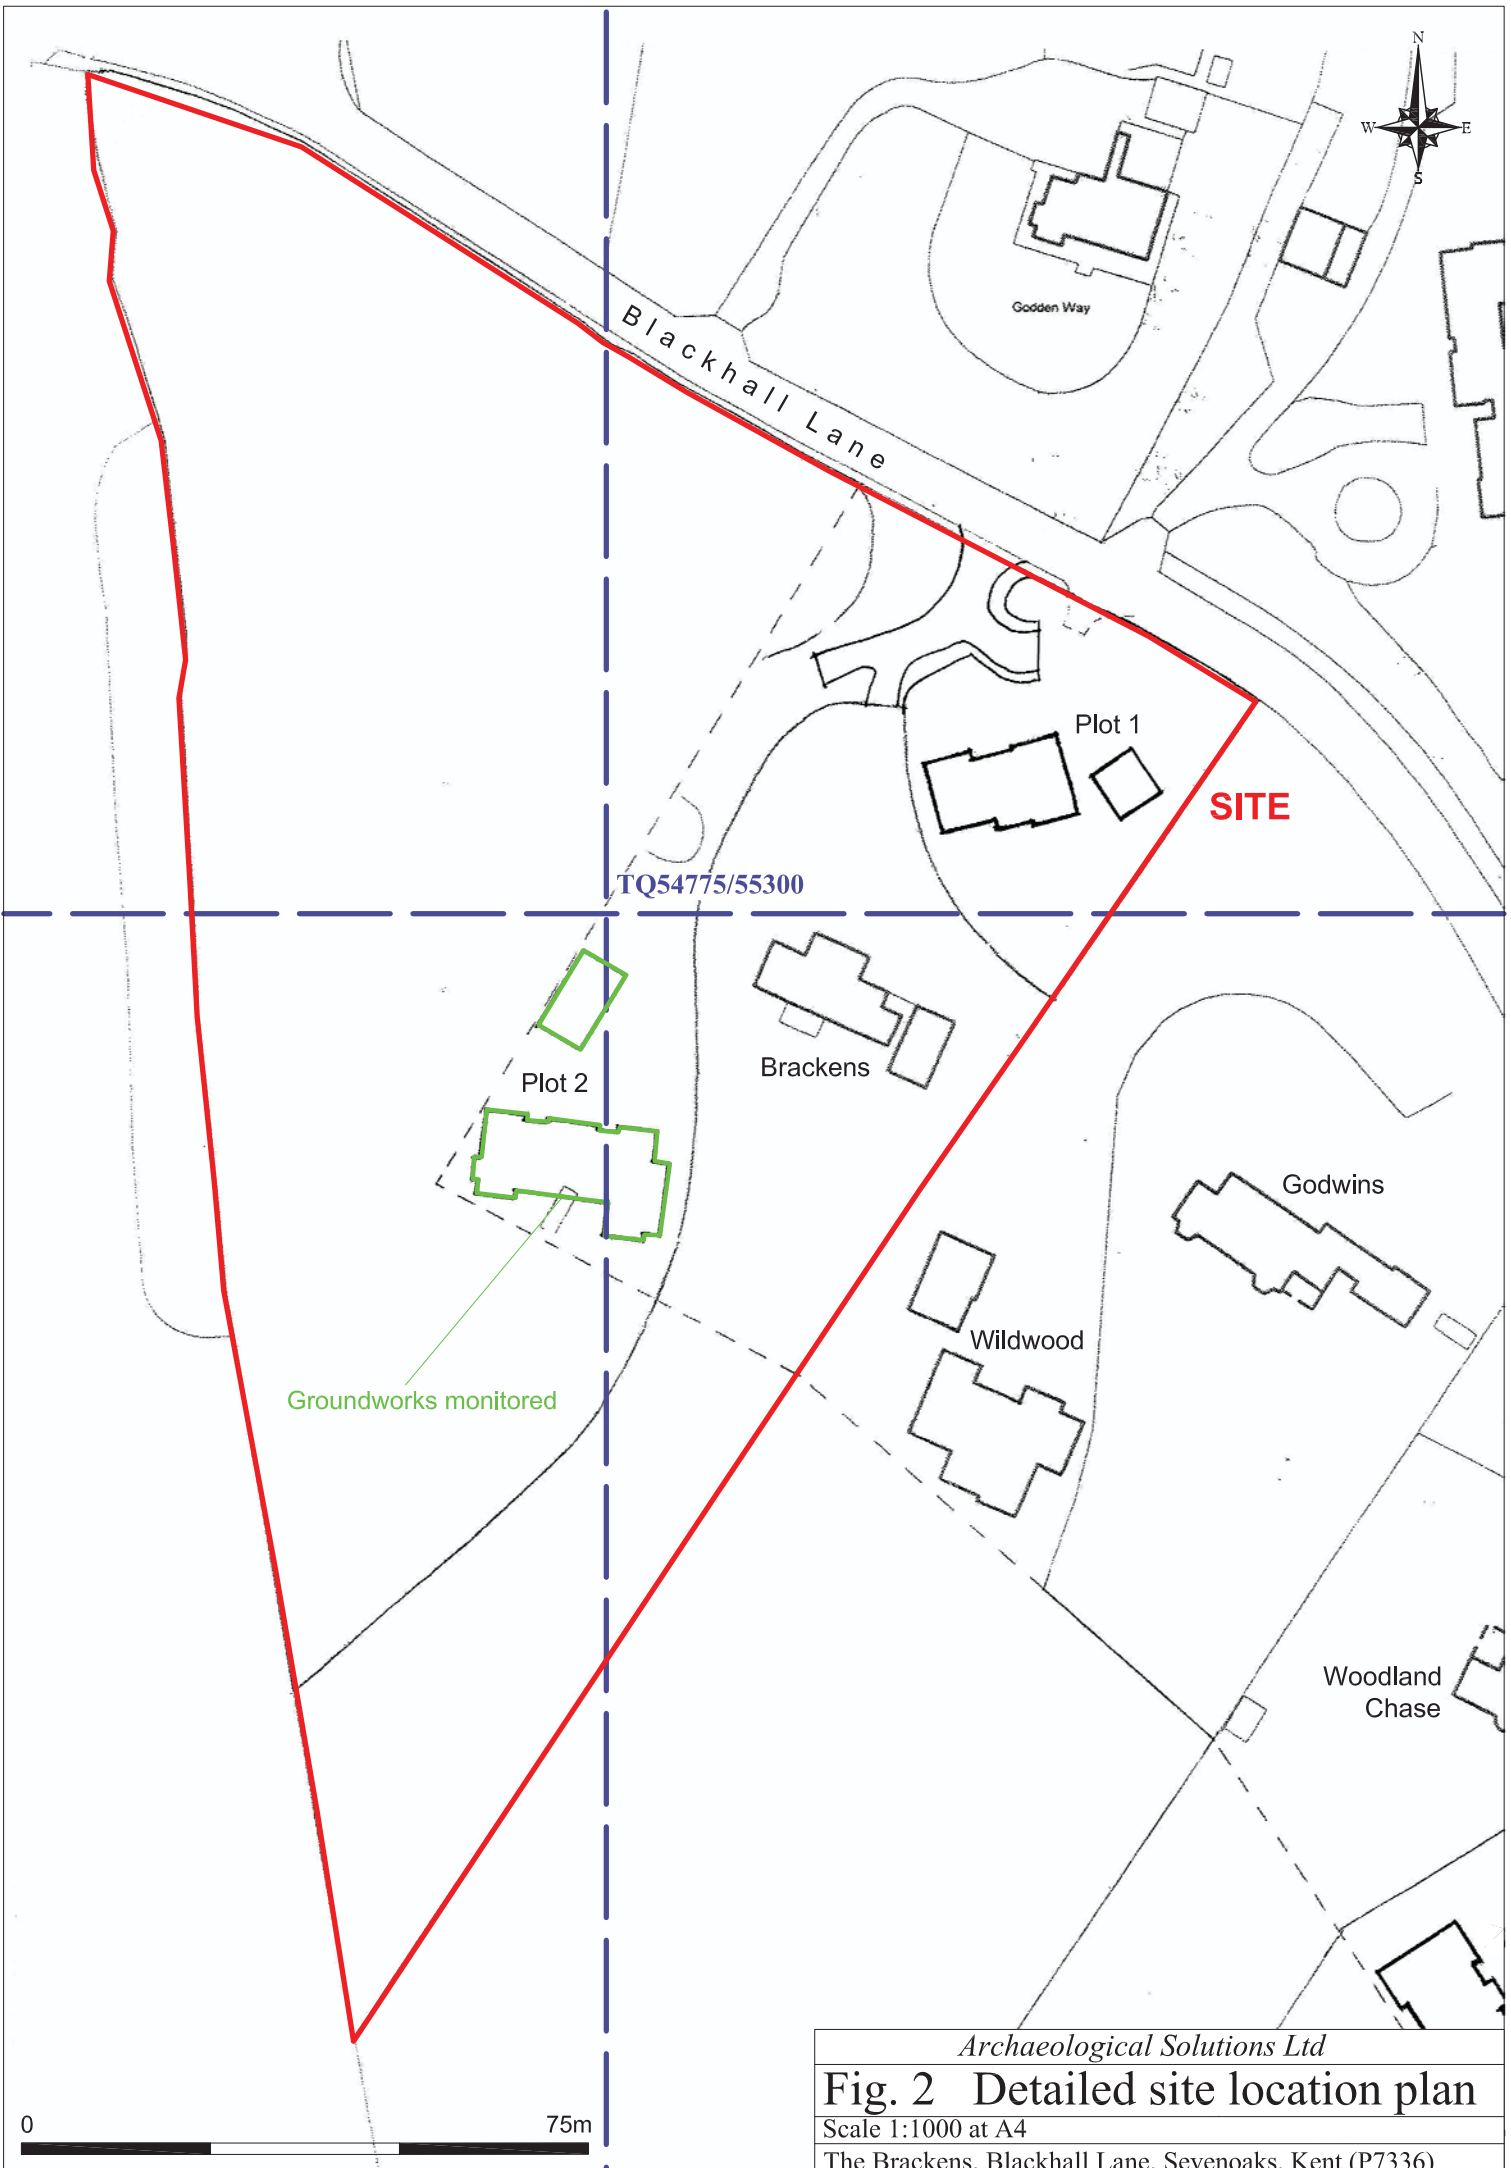 N
W E
S
Godden Way
Blackhall Lane
Plot 1
SITE
TQ54775/55300
Plot 2
Brackens
Godwins
Wildwood
Groundworks monitored
Woodland
Chase
Archaeological Solutions Ltd
Fig. 2 Detailed site location plan
Scale 1:1000 at A4
The Brackens, Blackhall Lane, Sevenoaks, Kent (P7336)
0 75m